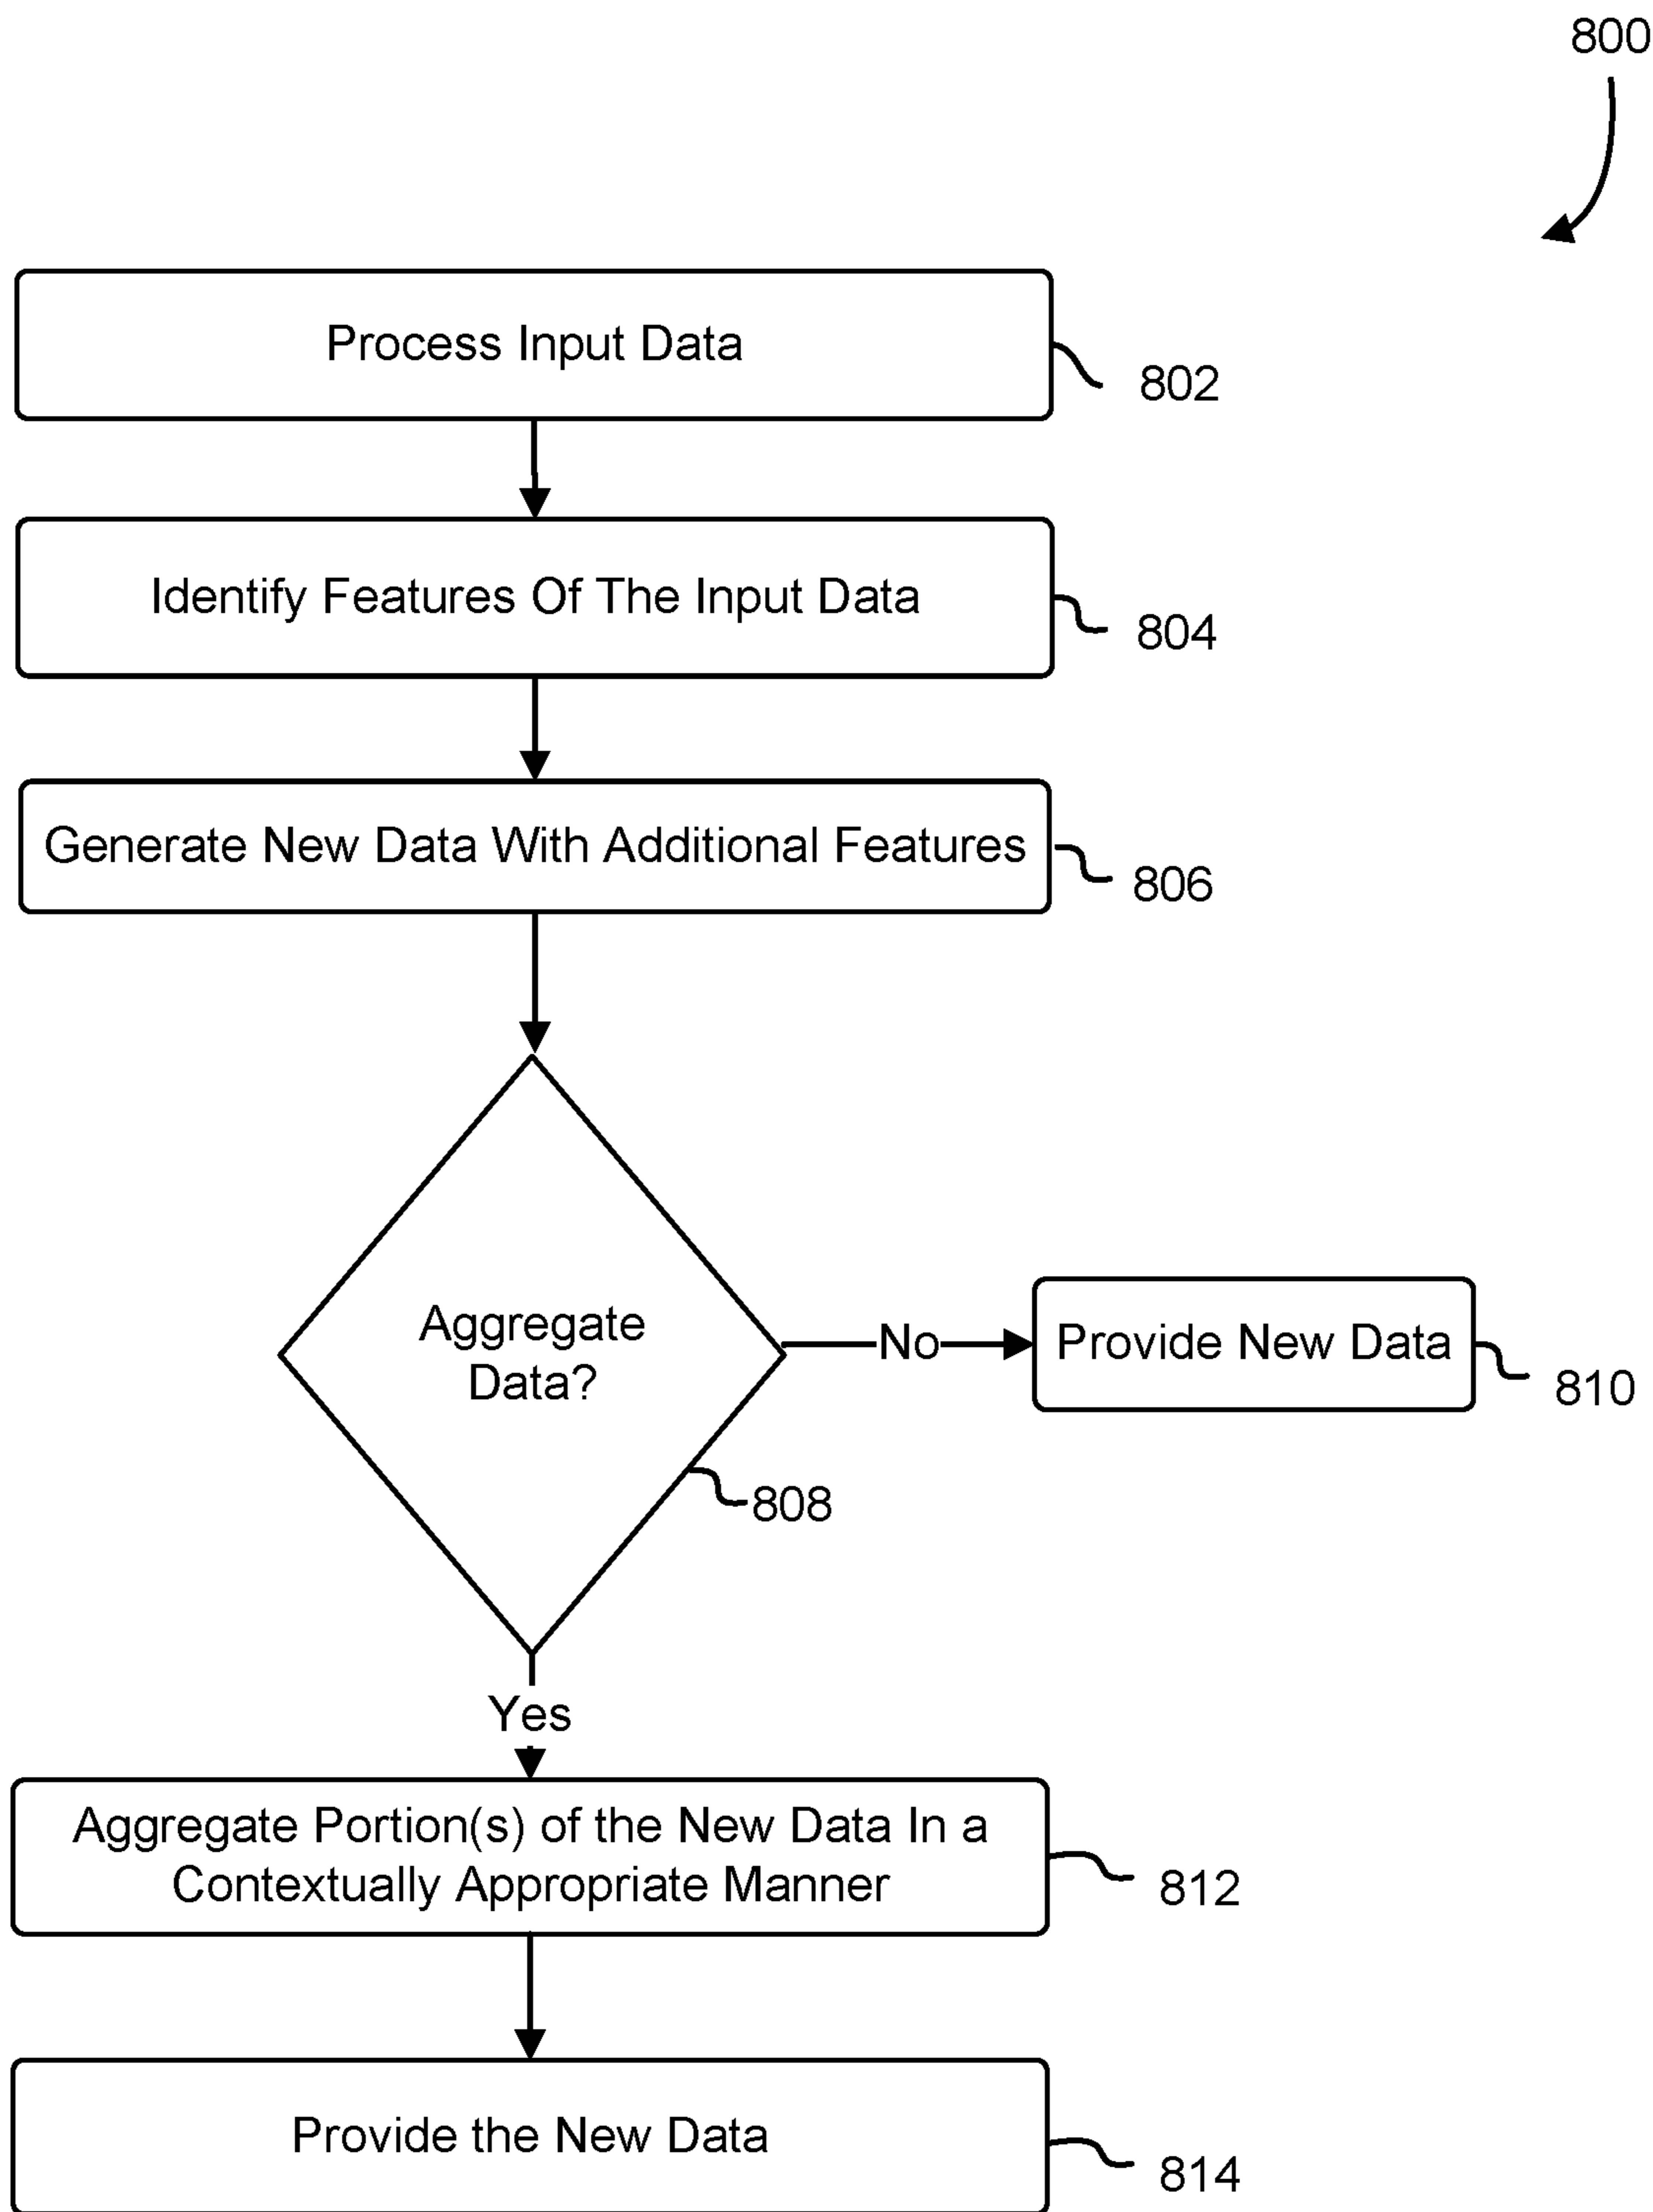 800
Process Input Data
802
Identify Features Of The Input Data
804
Generate New Data With Additional Features
806
Aggregate
Data?
808
No
Provide New Data
810
Yes
Aggregate Portion(s) of the New Data In a
Contextually Appropriate Manner
812
Provide the New Data
814